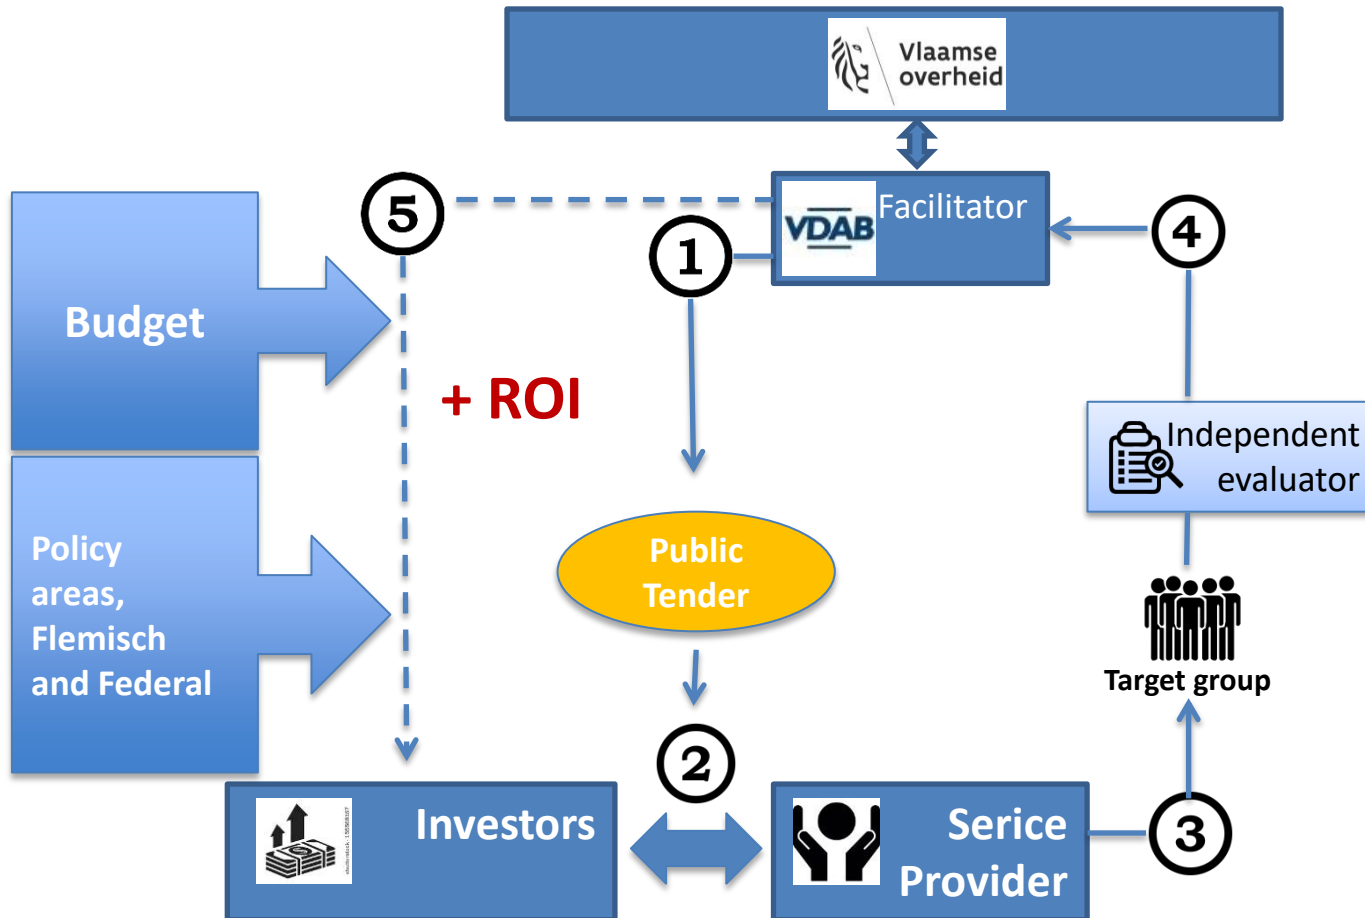 Vlaamse
overheid
5
VDAB
Facilitator
4
1
Budget
+ ROI
Independent
evaluator
Public
Tender
Policy
areas,
Flemisch
and Federal
Target group
2
Investors
Serice
Provider
3